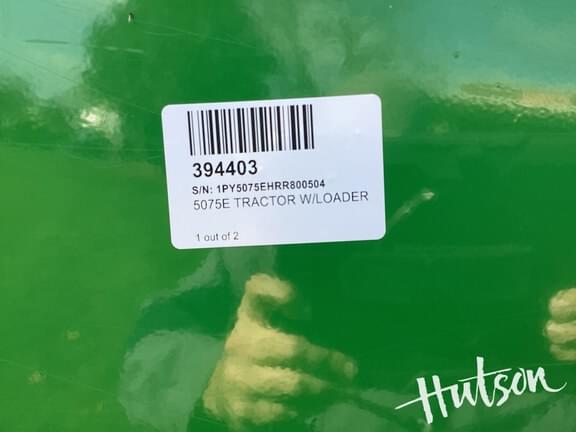 394403
S/N: 1PY5075EHRR800504
5075E TRACTOR W/LOADER
1 out of 2
Hutson